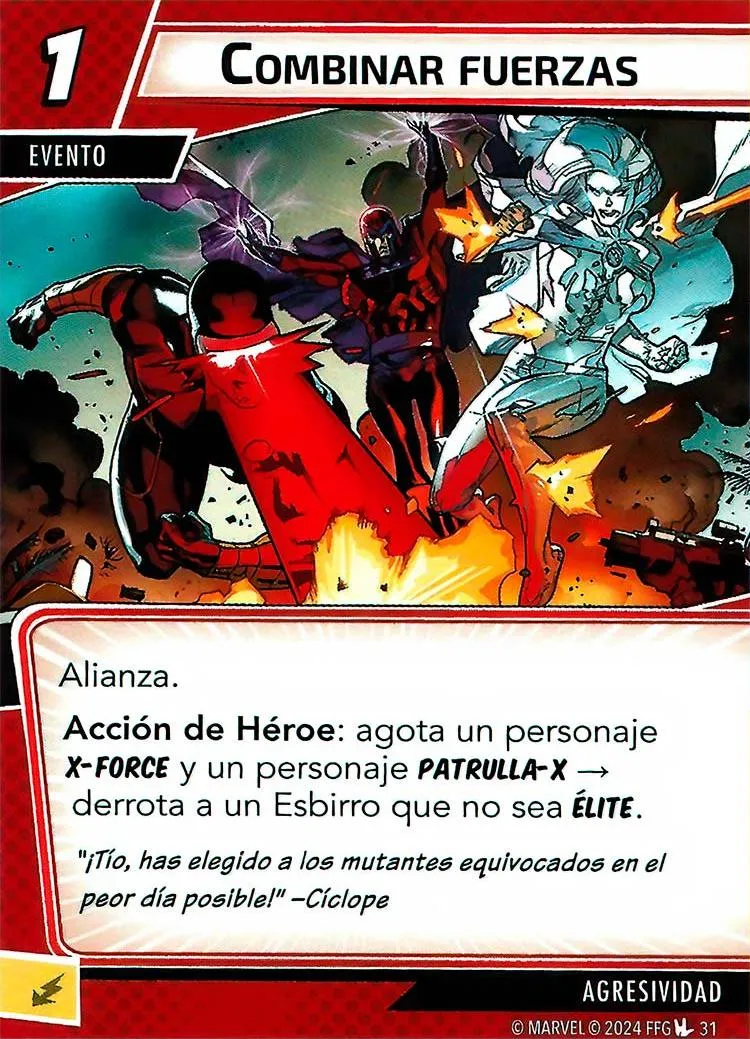 1
COMBINAR FUERZAS
EVENTO
Alianza.
Acción de Héroe: agota un personaje
X-FORCE y un personaje PATRULLA-X →
derrota a un Esbirro que no sea ÉLITE.
"¡Tío, has elegido a los mutantes equivocados en el
peor día posible!" –Cíclope
AGRESIVIDAD
© MARVEL © 2024 FFG 31